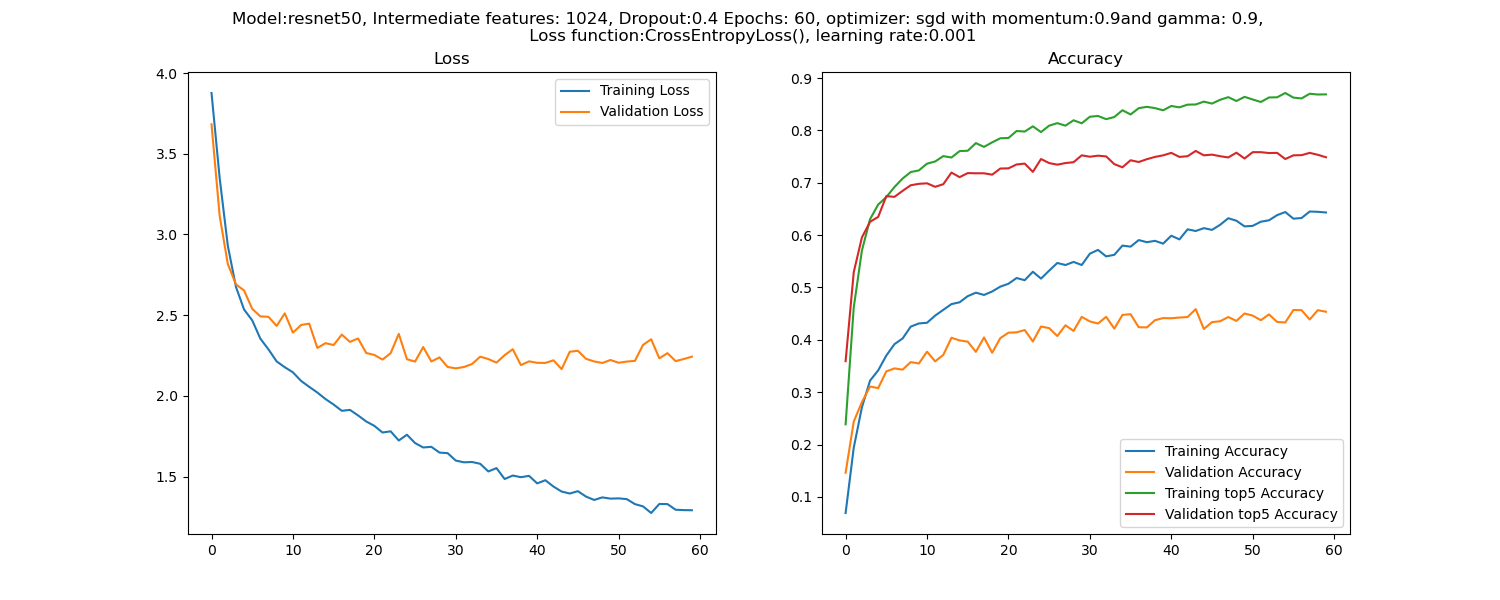 Model:resnet50, Intermediate features: 1024, Dropout:0.4 Epochs: 60, optimizer: sgd with momentum:0.9and gamma: 0.9,
Loss function:CrossEntropyLoss(), learning rate:0.001
Loss
4.0
3.5
3.0
2.5
2.0
1.5
0 10 20 30 40 50 60
Training Loss
Validation Loss
Accuracy
0.9
0.8
0.7
0.6
0.5
0.4
0.3
0.2
0.1
0 10 20 30 40 50 60
Training Accuracy
Validation Accuracy
Training top5 Accuracy
Validation top5 Accuracy